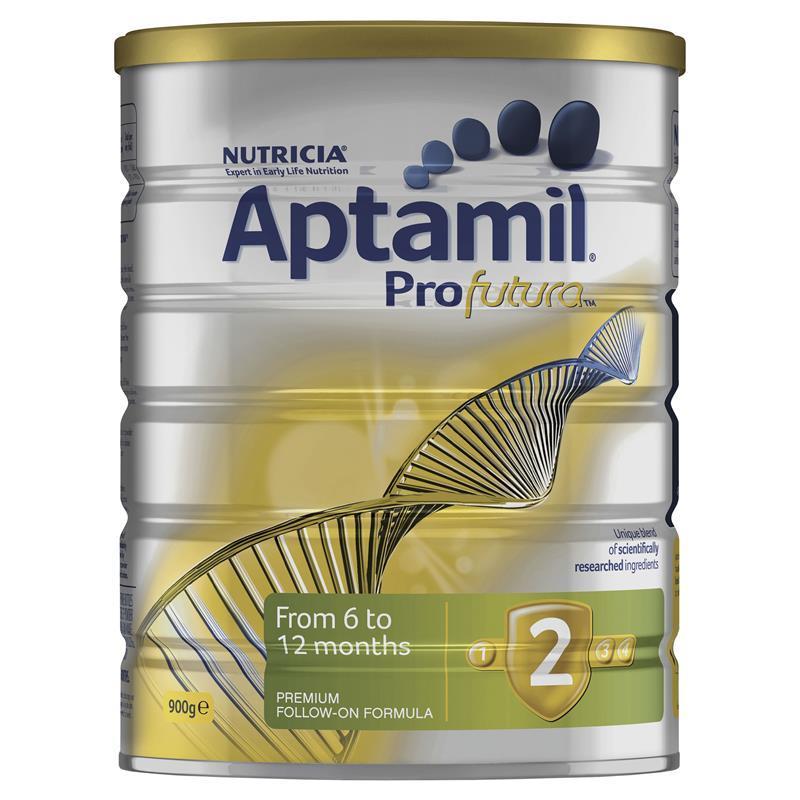 NUTRICIA®
Expert in Early Life Nutrition
Aptamil®
Profutura™
Unique blend
of scientifically
researched ingredients
From 6 to
12 months
1 2 3 4
PREMIUM
FOLLOW-ON FORMULA
900g e